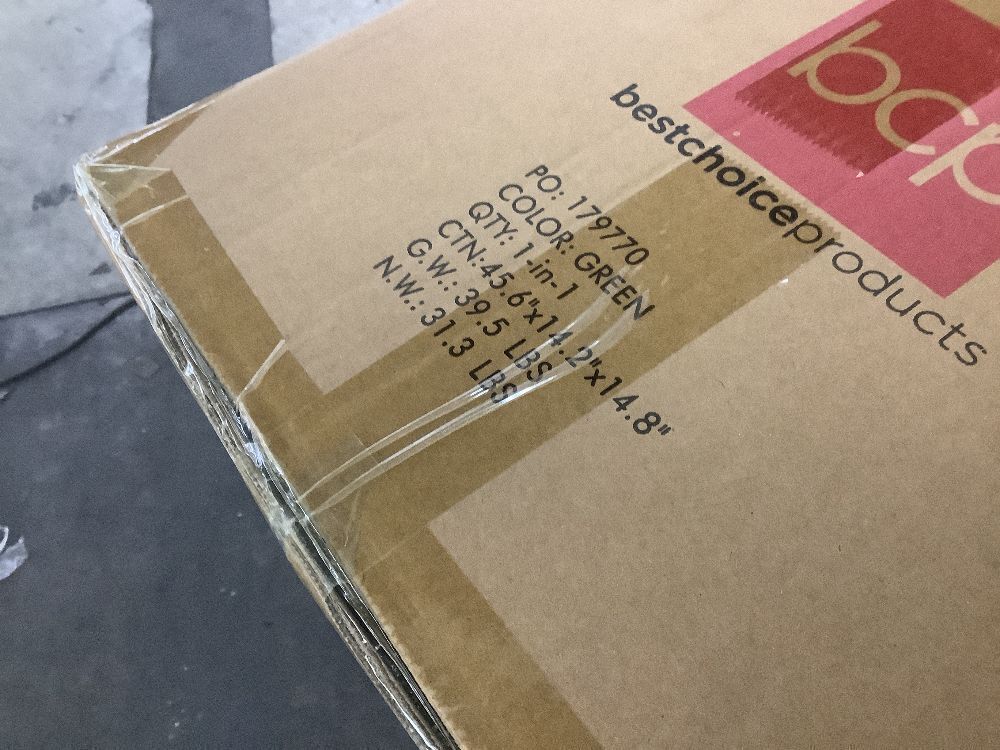 bcp
bestchoiceproducts
PO: 179770
COLOR: GREEN
QTY: 1-in-1
CTN:45.6"x14.2"x14.8"
G.W.: 39.5 LBS
N.W.: 31.3 LBS